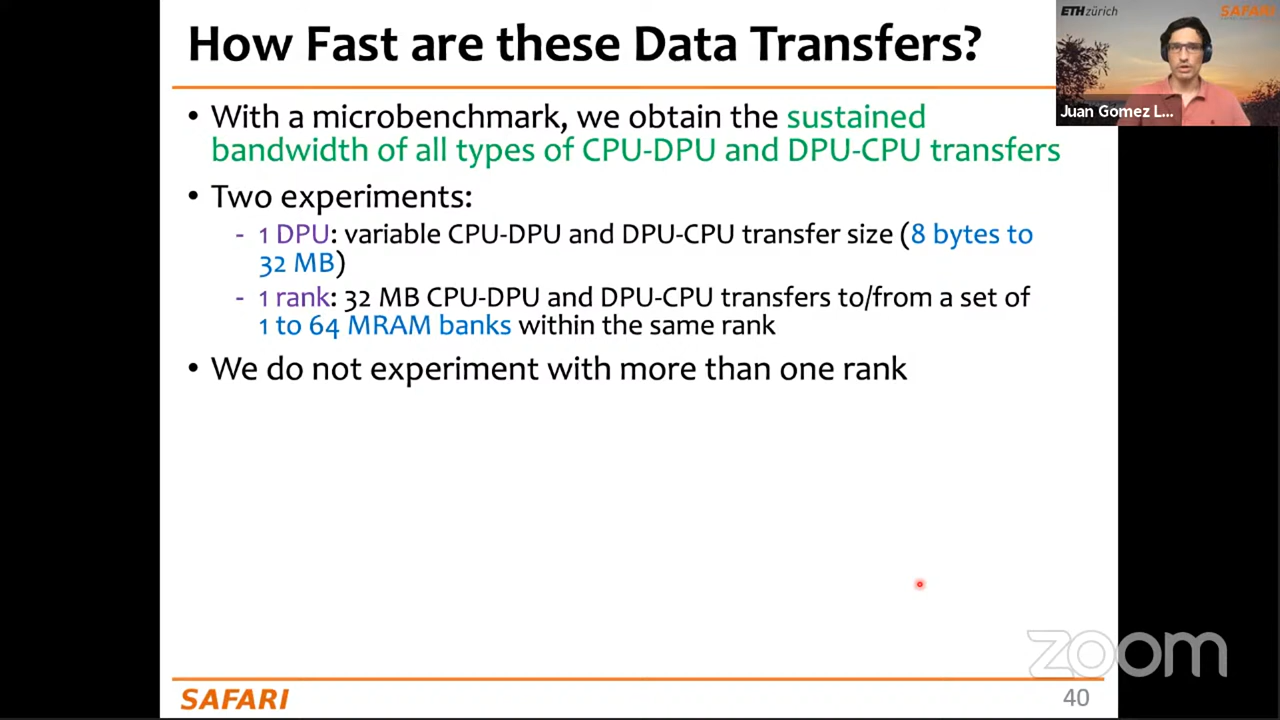 How Fast are these Data Transfers?
ETH zürich
SAFARI
Juan Gomez L...
• With a microbenchmark, we obtain the sustained
bandwidth of all types of CPU-DPU and DPU-CPU transfers
• Two experiments:
- 1 DPU: variable CPU-DPU and DPU-CPU transfer size (8 bytes to
32 MB)
- 1 rank: 32 MB CPU-DPU and DPU-CPU transfers to/from a set of
1 to 64 MRAM banks within the same rank
• We do not experiment with more than one rank
zoom
SAFARI
40